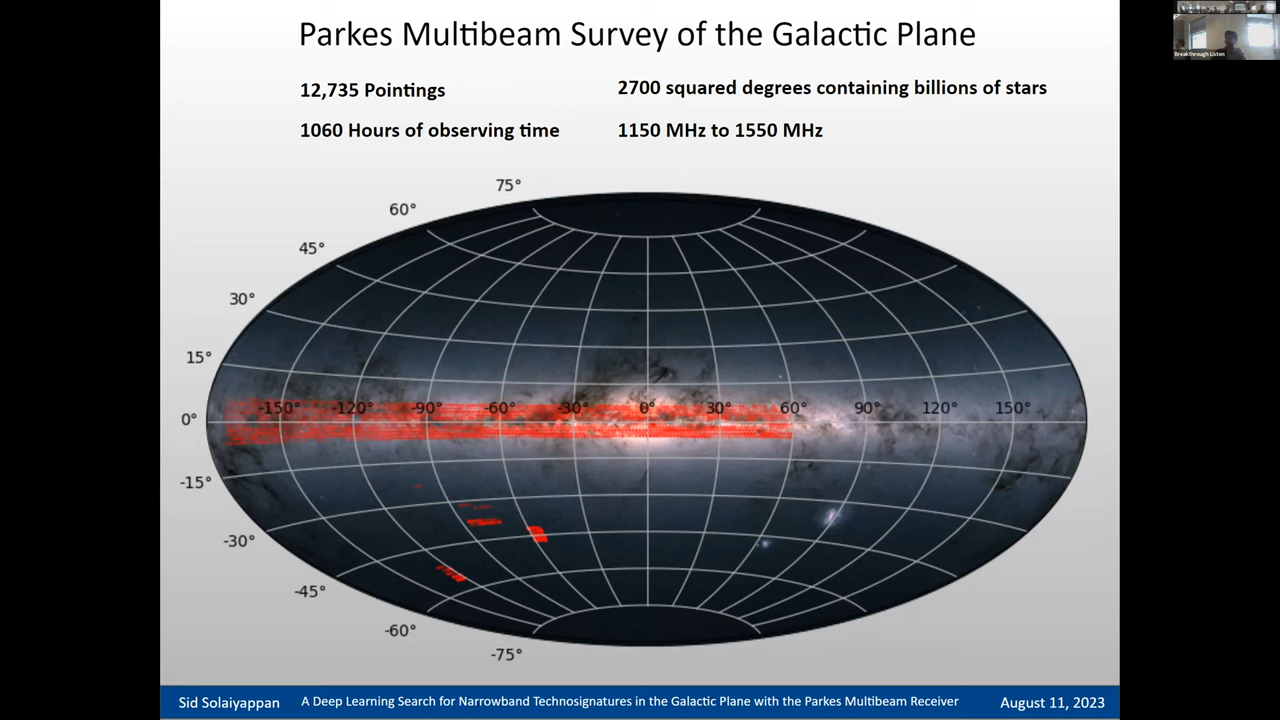 Parkes Multibeam Survey of the Galactic Plane
12,735 Pointings
2700 squared degrees containing billions of stars
1060 Hours of observing time
1150 MHz to 1550 MHz
Breakthrough Listen
75°
60°
45°
30°
15°
0°
-150° -120° -90° -60° -30° 0° 30° 60° 90° 120° 150°
-15°
-30°
-45°
-60°
-75°
Sid Solaiyappan
A Deep Learning Search for Narrowband Technosignatures in the Galactic Plane with the Parkes Multibeam Receiver
August 11, 2023